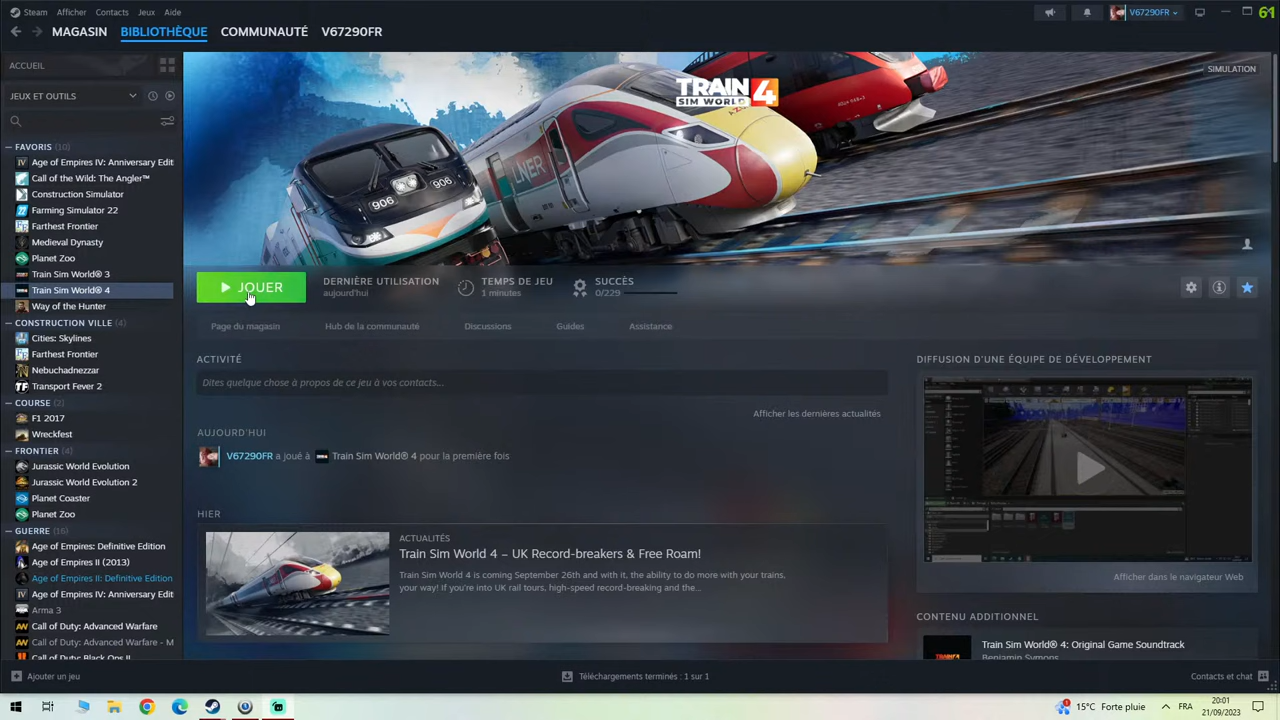 Steam Afficher Contacts Jeux Aide
V67290FR
61
MAGASIN BIBLIOTHÈQUE COMMUNAUTÉ V67290FR
ACCUEIL
JEUX ET OUTILS
FAVORIS (10)
Age of Empires IV: Anniversary Edit
Call of the Wild: The Angler™
Construction Simulator
Farming Simulator 22
Farthest Frontier
Medieval Dynasty
Planet Zoo
Train Sim World® 3
Train Sim World® 4
Way of the Hunter
CONSTRUCTION VILLE (4)
Cities: Skylines
Farthest Frontier
Nebuchadnezzar
Transport Fever 2
COURSE (2)
F1 2017
Wreckfest
FRONTIER (4)
Jurassic World Evolution
Jurassic World Evolution 2
Planet Coaster
Planet Zoo
GUERRE (15)
Age of Empires: Definitive Edition
Age of Empires II (2013)
Age of Empires II: Definitive Edition
Age of Empires IV: Anniversary Edit
Arma 3
Call of Duty: Advanced Warfare
Call of Duty: Advanced Warfare - M
Call of Duty: Black Ops II
Ajouter un jeu
TRAIN
SIM WORLD 4
SIMULATION
906
906
LNER
JOUER
DERNIÈRE UTILISATION
aujourd'hui
TEMPS DE JEU
1 minutes
SUCCÈS
0/229
Page du magasin Hub de la communauté Discussions Guides Assistance
ACTIVITÉ
Dites quelque chose à propos de ce jeu à vos contacts...
Afficher les dernières actualités
AUJOURD'HUI
V67290FR a joué à Train Sim World® 4 pour la première fois
HIER
ACTUALITÉS
Train Sim World 4 – UK Record-breakers & Free Roam!
Train Sim World 4 is coming September 26th and with it, the ability to do more with your trains,
your way! If you're into UK rail tours, high-speed record-breaking and the...
DIFFUSION D'UNE ÉQUIPE DE DÉVELOPPEMENT
Afficher dans le navigateur Web
CONTENU ADDITIONNEL
Train Sim World® 4: Original Game Soundtrack
Benjamin Symons
Téléchargements terminés : 1 sur 1
Contacts et chat
15°C Forte pluie
FRA
20:01
21/09/2023